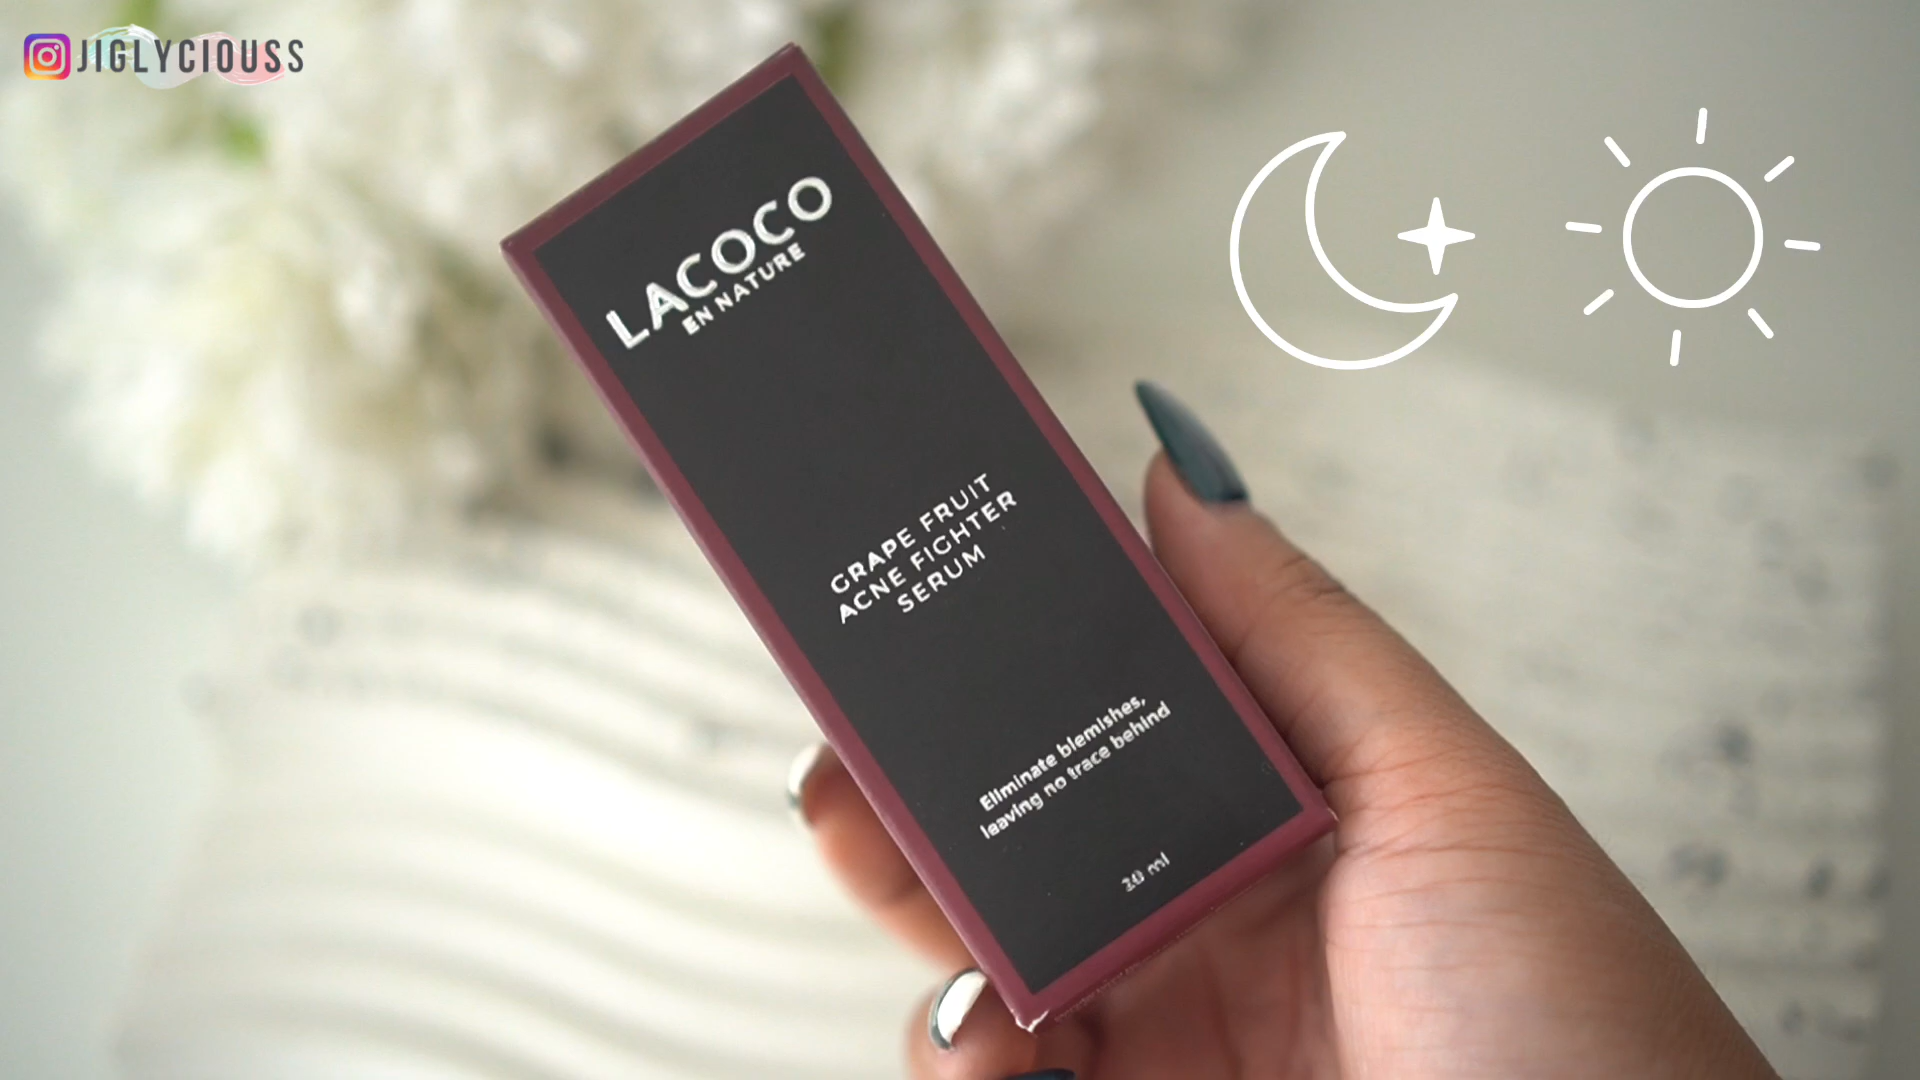 JIGLYCIOUSS
LACOCO
EN NATURE
GRAPE FRUIT
ACNE FIGHTER
SERUM
Eliminate blemishes,
leaving no trace behind
20 ml